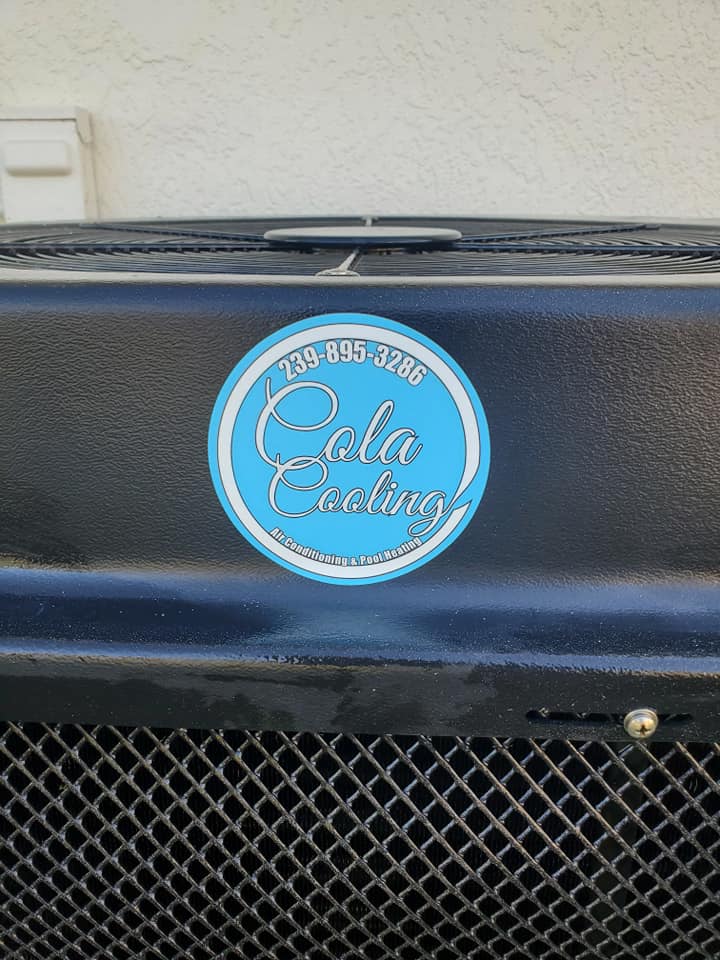 239-895-3286
Cola
Cooling
Air Conditioning & Pool Heating